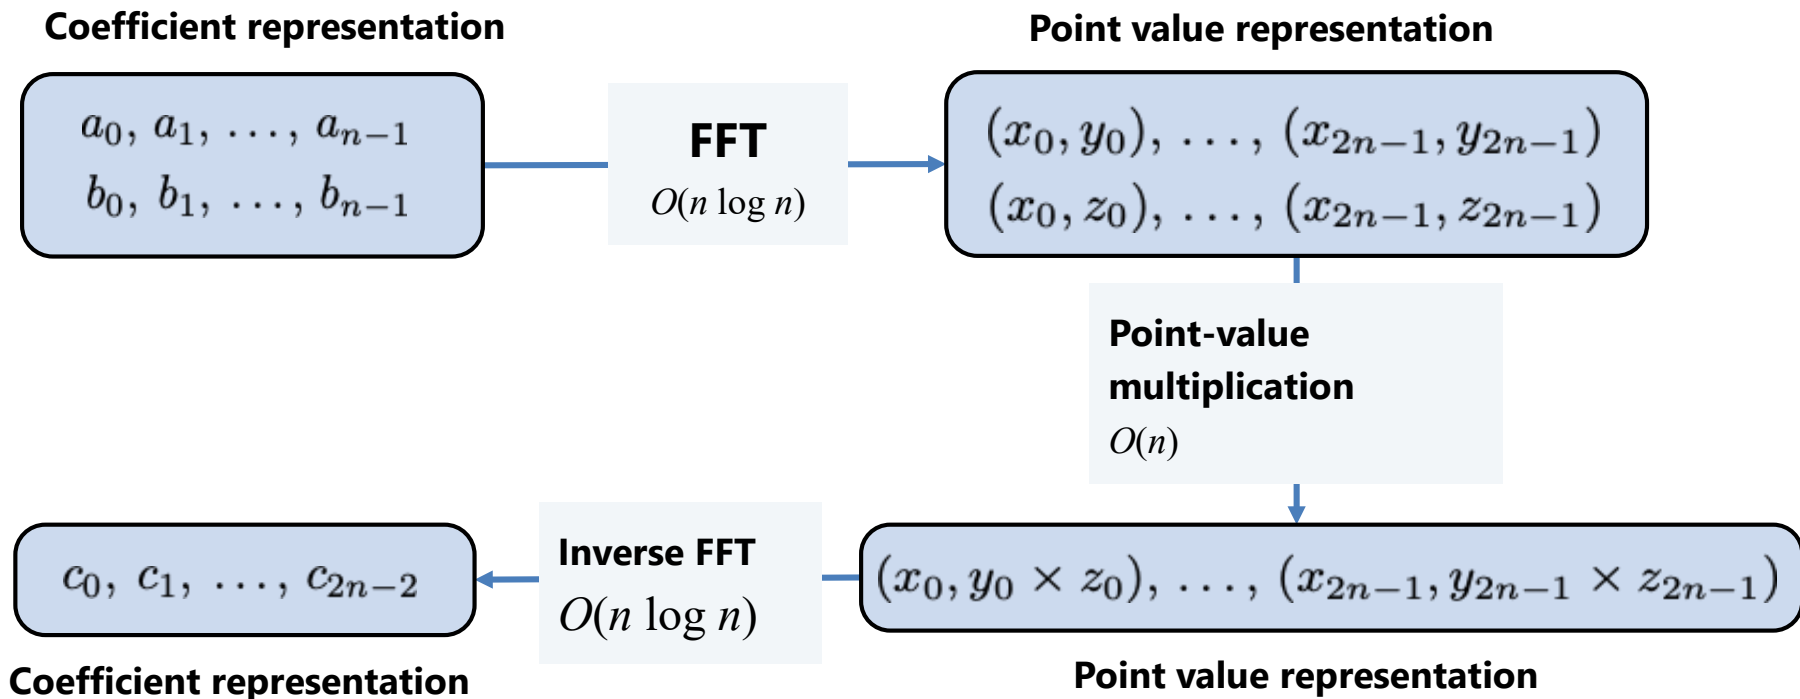 Coefficient representation
Point value representation
a₀, a₁, . . . , aₙ₋₁
b₀, b₁, . . . , bₙ₋₁
FFT
O(n log n)
(x₀, y₀), . . . , (x₂ₙ₋₁, y₂ₙ₋₁)
(x₀, z₀), . . . , (x₂ₙ₋₁, z₂ₙ₋₁)
Point-value
multiplication
O(n)
c₀, c₁, . . . , c₂ₙ₋₂
Inverse FFT
O(n log n)
(x₀, y₀ × z₀), . . . , (x₂ₙ₋₁, y₂ₙ₋₁ × z₂ₙ₋₁)
Coefficient representation
Point value representation